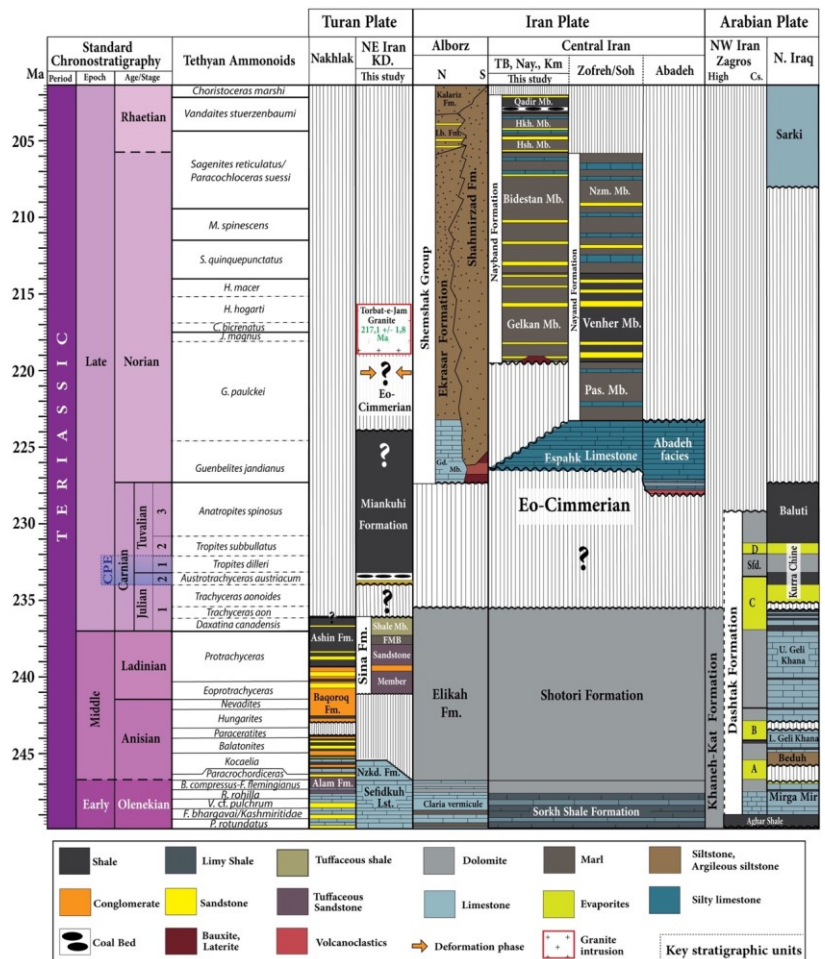 Turan Plate
Iran Plate
Arabian Plate
Standard
Chronostratigraphy
Tethyan Ammonoids
Nakhlak
NE Iran
KD.
This study
Alborz
N S
Central Iran
TB, Nay., Km
This study
Zofreh/Soh
Abadeh
NW Iran
Zagros
High Cs.
N. Iraq
Ma
Period
Epoch
Age/Stage
205
210
215
220
225
230
235
240
245
TERIASSIC
Late
Middle
Early
Rhaetian
Norian
Carnian
CPE
Tuvalian
3
2
1
Julian
2
1
Ladinian
Anisian
Olenekian
Choristoceras marshi
Vandaites stuerzenbaumi
Sagenites reticulatus/
Paracochloceras suessi
M. spinescens
S. quinquepunctatus
H. macer
H. hogarti
C. bicrenatus
J. magnus
G. paulckei
Guenbelites jandianus
Anatropites spinosus
Tropites subbullatus
Tropites dilleri
Austrotrachyceras austriacum
Trachyceras aonoides
Trachyceras aon
Daxatina canadensis
Protrachyceras
Eoprotrachyceras
Nevadites
Hungarites
Paraceratites
Balatonites
Kocaelia
Paracrochordiceras
B. compressus-F. flemingianus
R. rohilla
V. cf. pulchrum
F. bhargavai/Kashmiritidae
P. rotundatus
?
Ashin Fm.
Baqoroq
Fm.
Alam Fm.
Torbat-e-Jam
Granite
217,1 +/- 1,8
Ma
?
Eo-
Cimmerian
?
Miankuhi
Formation
?
Sina Fm.
Shale Mb.
FMB
Sandstone
Member
Nzkd. Fm.
Sefidkuh
Lst.
Shemshak Group
Ekrasar Formation
Kalariz
Fm.
Lb. Fm.
Shahmirzad Fm.
Gd. Mb.
Elikah
Fm.
Claria vermicule
Nayband Formation
Qadir Mb.
Hkh. Mb.
Hsh. Mb.
Bidestan Mb.
Gelkan Mb.
Nayand Formation
Nzm. Mb.
Venher Mb.
Pas. Mb.
Espahk Limestone
Abadeh
facies
Eo-Cimmerian
?
Shotori Formation
Sorkh Shale Formation
Khaneh-Kat Formation
Dashtak Formation
D
Sfd.
C
B
A
Aghar Shale
Sarki
Baluti
Kurra Chine
U. Geli
Khana
L. Geli Khana
Beduh
Mirga Mir
Shale
Limy Shale
Tuffaceous shale
Dolomite
Marl
Siltstone,
Argileous siltstone
Conglomerate
Sandstone
Tuffaceous
Sandstone
Limestone
Evaporites
Silty limestone
Coal Bed
Bauxite,
Laterite
Volcanoclastics
Deformation phase
Granite
intrusion
Key stratigraphic units